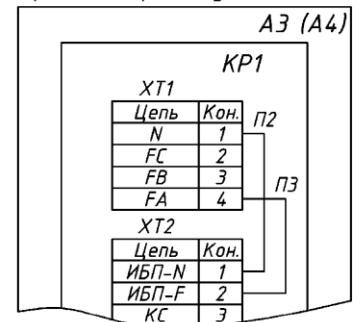 А3 (А4)
КР1
ХТ1
Цепь Кон.
N 1
FC 2
FB 3
FA 4
П2
П3
ХТ2
Цепь Кон.
ИБП-N 1
ИБП-F 2
КС 3